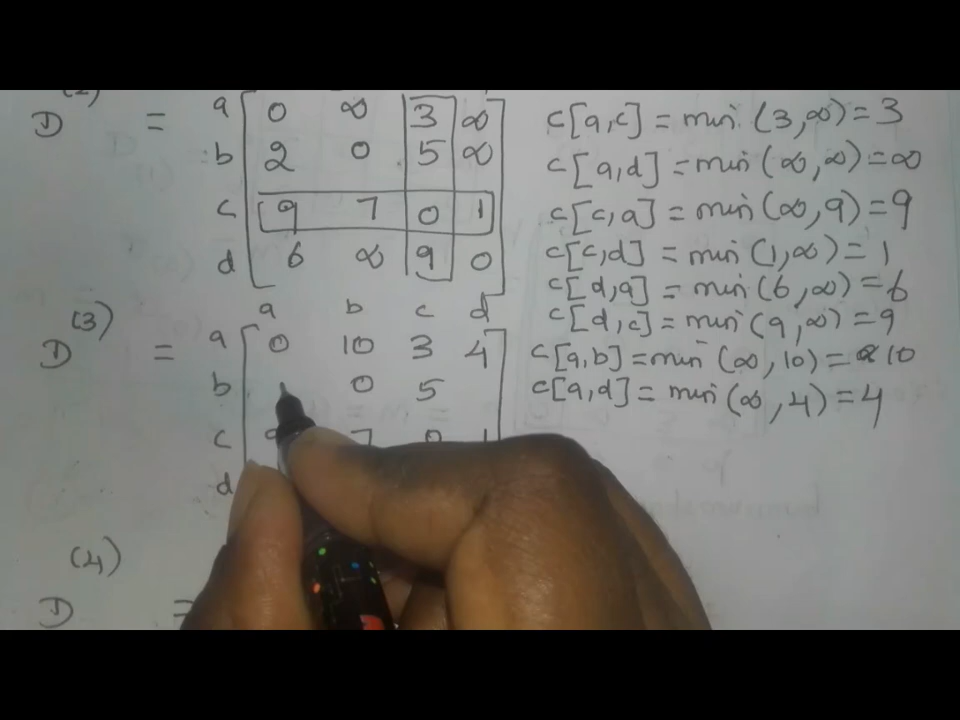 (2)
D = a [ 0 ∞ 3 ∞ ]
b 2 0 5 ∞
c 9 7 0 1
d 6 ∞ 9 0
c[a,c] = min (3,∞) = 3
c[a,d] = min (∞,∞) = ∞
c[c,a] = min (∞,9) = 9
c[c,d] = min (1,∞) = 1
c[d,a] = min (6,∞) = 6
c[d,c] = min (9,∞) = 9
c[a,b] = min (∞,10) = 10
c[a,d] = min (∞,4) = 4
a b c d
(3)
D = a [ 0 10 3 4 ]
b 0 5
c 9 7 0 1
d
(4)
D =